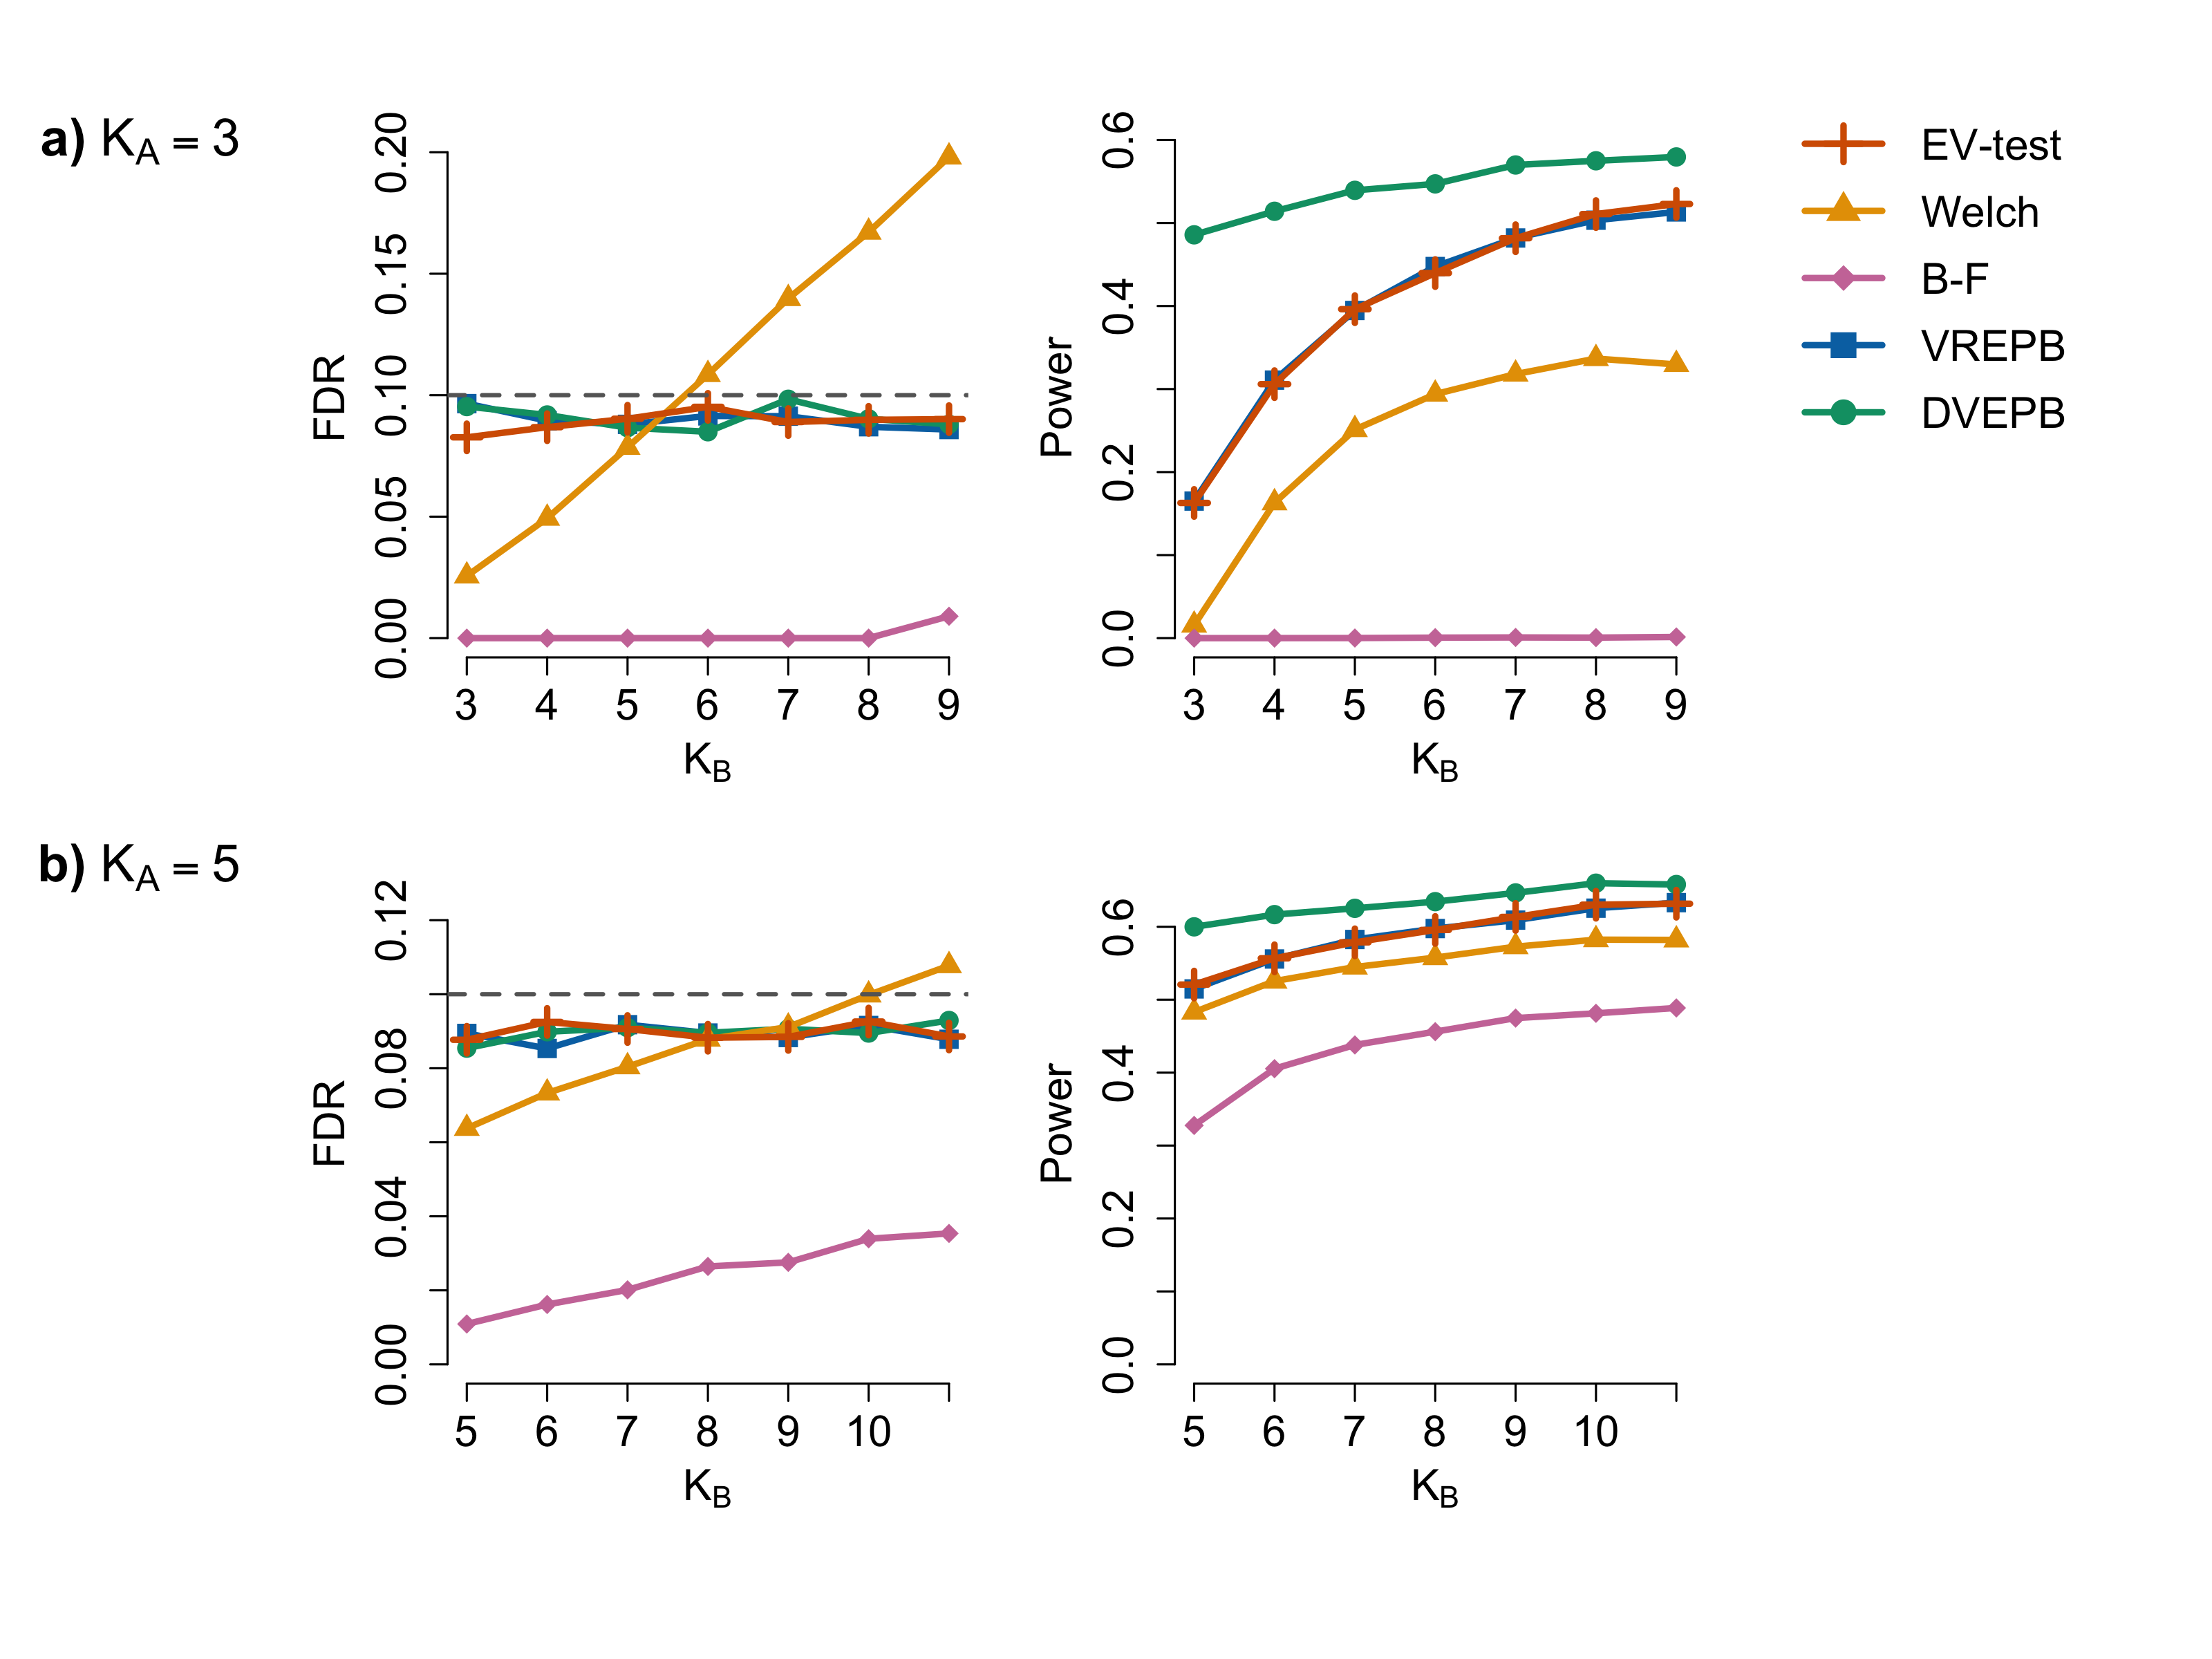 a) K_A = 3
FDR
0.00 0.05 0.10 0.15 0.20
3 4 5 6 7 8 9
K_B
Power
0.0 0.2 0.4 0.6
3 4 5 6 7 8 9
K_B
EV-test
Welch
B-F
VREPB
DVEPB
b) K_A = 5
FDR
0.00 0.04 0.08 0.12
5 6 7 8 9 10
K_B
Power
0.0 0.2 0.4 0.6
5 6 7 8 9 10
K_B